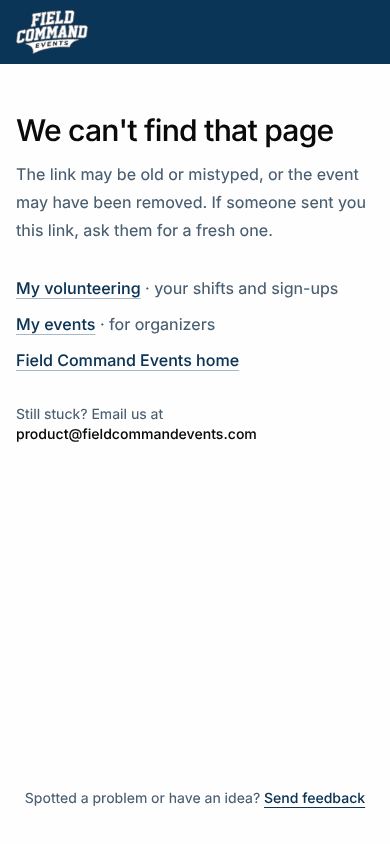 FIELD
COMMAND
EVENTS
We can't find that page
The link may be old or mistyped, or the event
may have been removed. If someone sent you
this link, ask them for a fresh one.
My volunteering · your shifts and sign-ups
My events · for organizers
Field Command Events home
Still stuck? Email us at
product@fieldcommandevents.com
Spotted a problem or have an idea? Send feedback